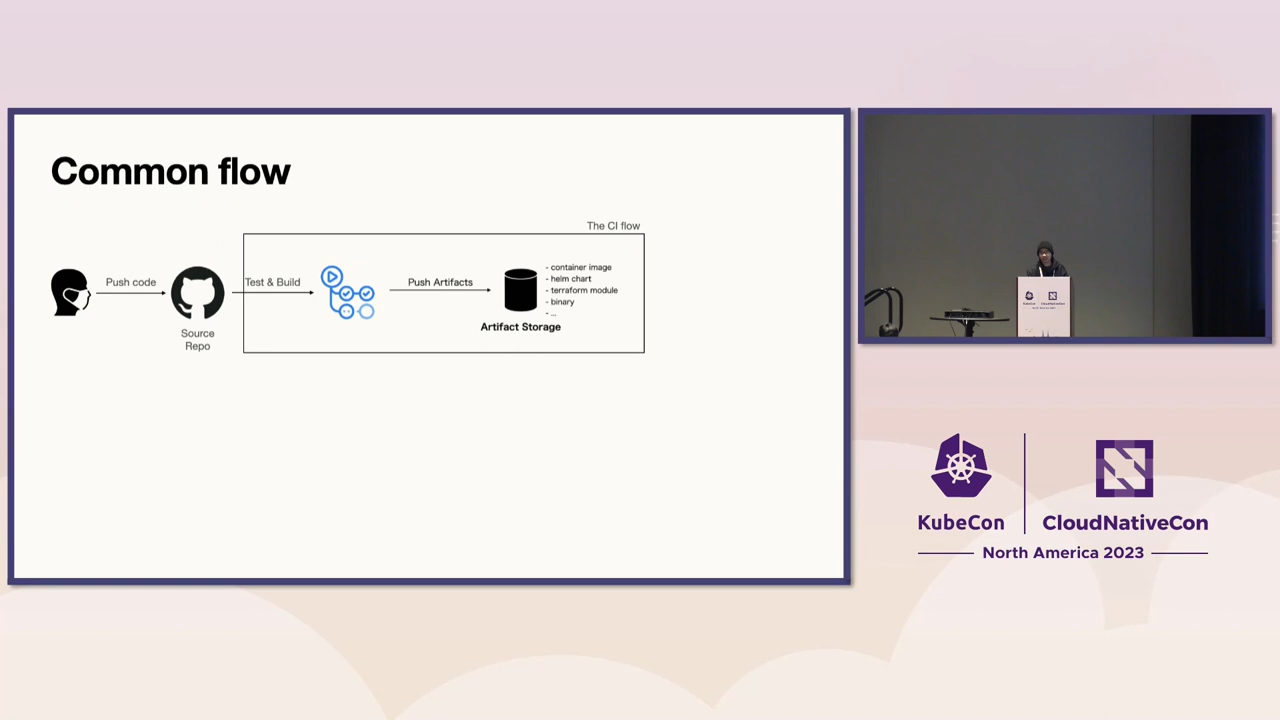 Common flow
The CI flow
Push code
Test & Build
Push Artifacts
- container image
- helm chart
- terraform module
- binary
- ...
Artifact Storage
Source
Repo
KubeCon
CloudNativeCon
North America 2023